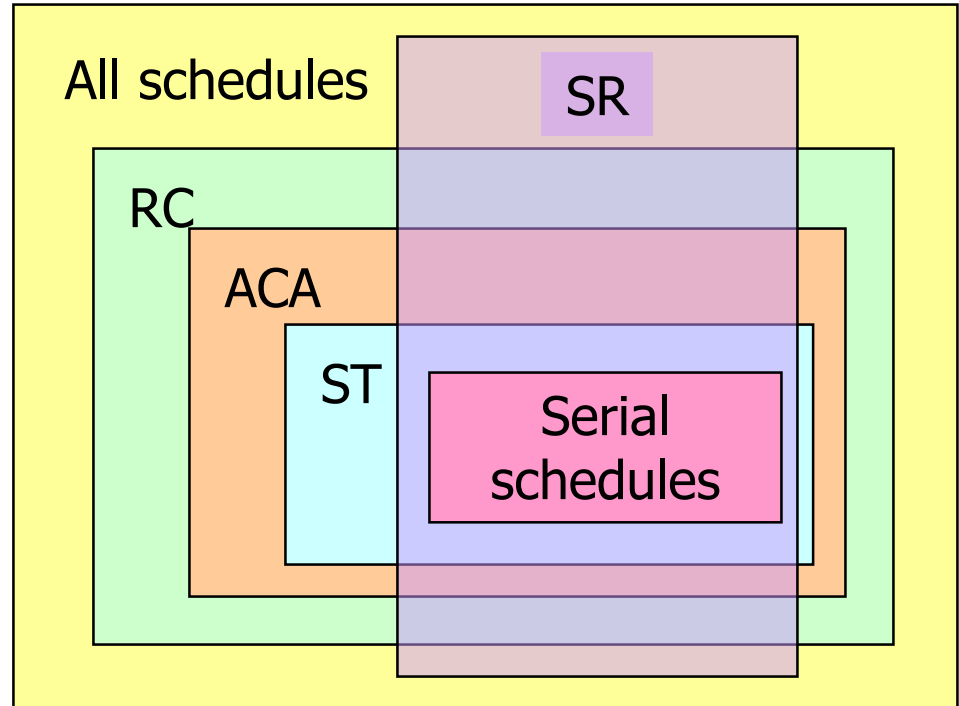 All schedules
SR
RC
ACA
ST
Serial
schedules